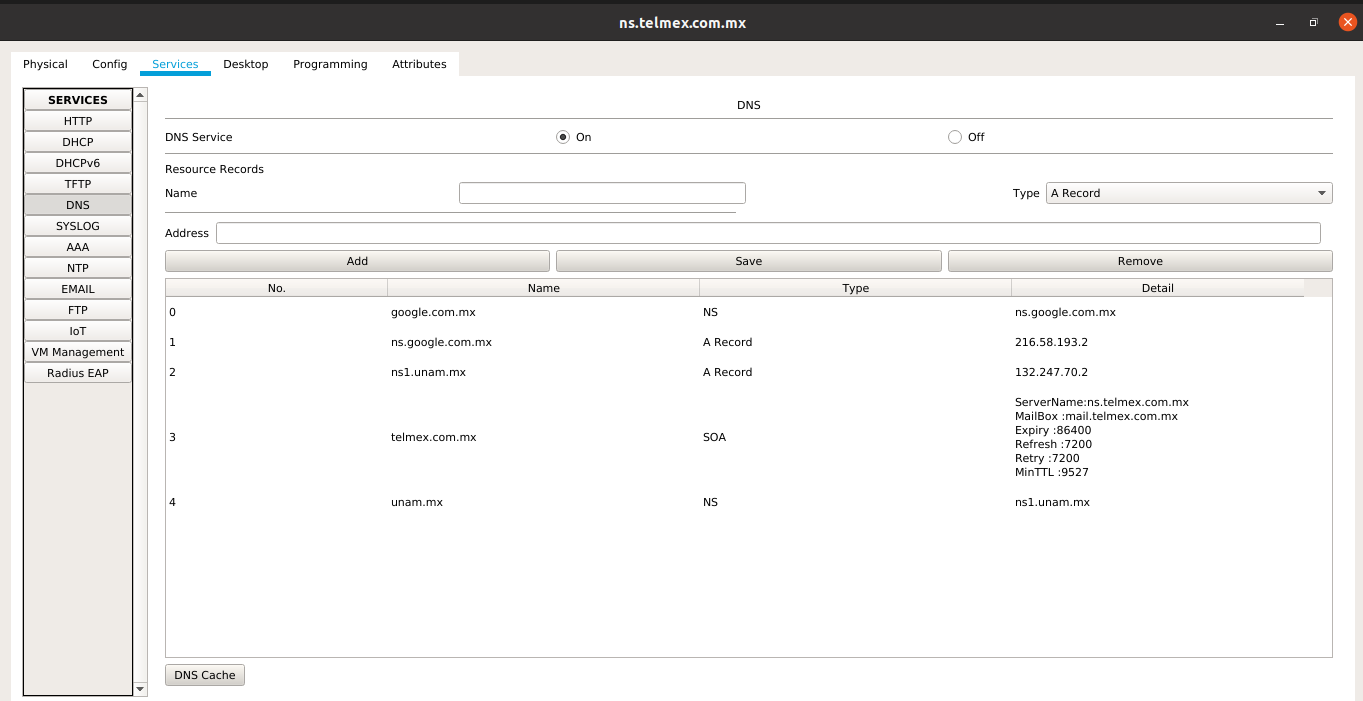 ns.telmex.com.mx
Physical Config Services Desktop Programming Attributes
SERVICES
HTTP
DHCP
DHCPv6
TFTP
DNS
SYSLOG
AAA
NTP
EMAIL
FTP
IoT
VM Management
Radius EAP
DNS
DNS Service On Off
Resource Records
Name Type A Record
Address
Add Save Remove
No. Name Type Detail
0 google.com.mx NS ns.google.com.mx
1 ns.google.com.mx A Record 216.58.193.2
2 ns1.unam.mx A Record 132.247.70.2
3 telmex.com.mx SOA
ServerName:ns.telmex.com.mx
MailBox :mail.telmex.com.mx
Expiry :86400
Refresh :7200
Retry :7200
MinTTL :9527
4 unam.mx NS ns1.unam.mx
DNS Cache